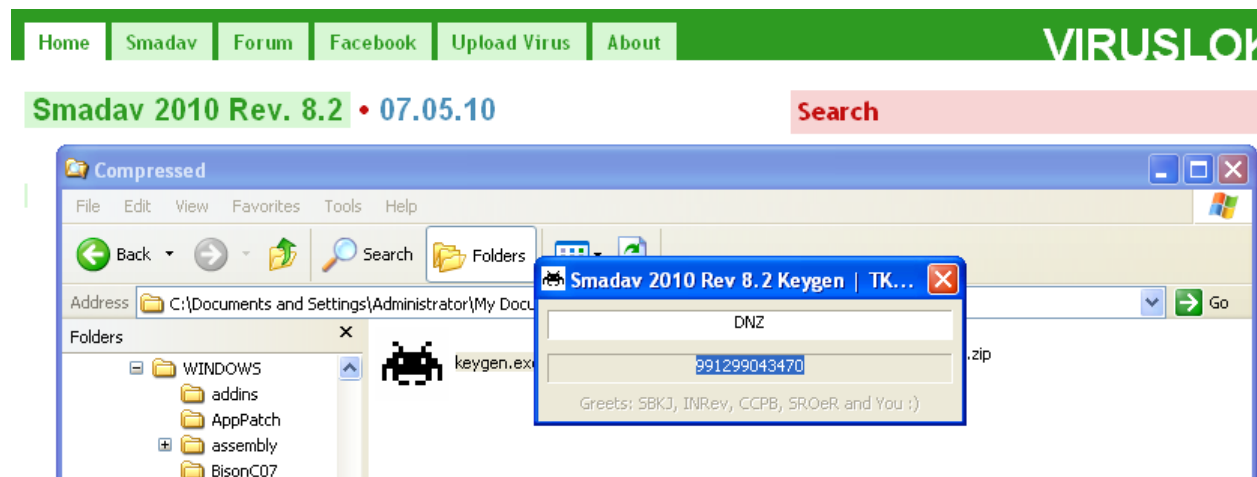 Home Smadav Forum Facebook Upload Virus About VIRUSLOK
Smadav 2010 Rev. 8.2 • 07.05.10
Search
Compressed
File Edit View Favorites Tools Help
Back Search Folders
Smadav 2010 Rev 8.2 Keygen | TK...
Address C:\Documents and Settings\Administrator\My Docu Go
DNZ
Folders
keygen.ex
991299043470
.zip
WINDOWS
addins
Greets: SBKJ, INRev, CCPB, SROeR and You :)
AppPatch
assembly
BisonC07